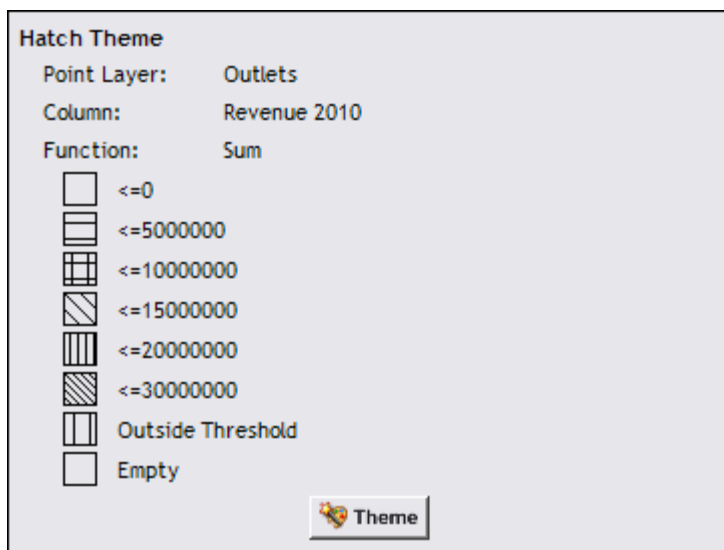 Hatch Theme
Point Layer: Outlets
Column: Revenue 2010
Function: Sum
<=0
<=5000000
<=10000000
<=15000000
<=20000000
<=30000000
Outside Threshold
Empty
Theme